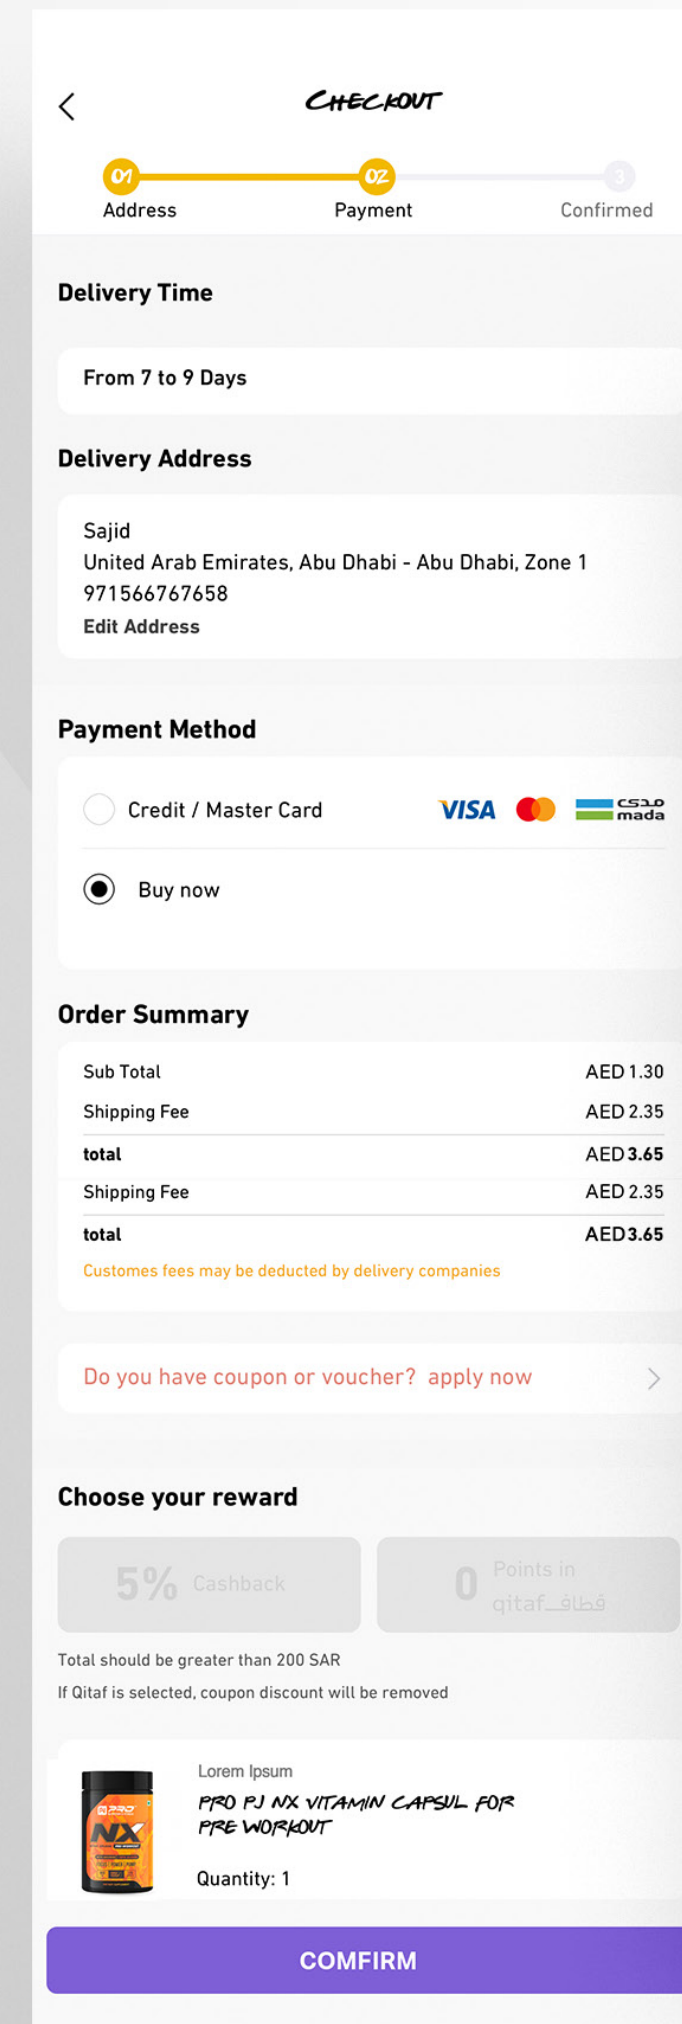 CHECKOUT
01 02 3
Address Payment Confirmed
Delivery Time
From 7 to 9 Days
Delivery Address
Sajid
United Arab Emirates, Abu Dhabi - Abu Dhabi, Zone 1
971566767658
Edit Address
Payment Method
Credit / Master Card VISA مدى mada
Buy now
Order Summary
Sub Total AED 1.30
Shipping Fee AED 2.35
total AED 3.65
Shipping Fee AED 2.35
total AED 3.65
Customes fees may be deducted by delivery companies
Do you have coupon or voucher? apply now
Choose your reward
5% Cashback
0 Points in
qitaf قطاف
Total should be greater than 200 SAR
If Qitaf is selected, coupon discount will be removed
Lorem Ipsum
PRO PJ NX VITAMIN CAPSUL FOR
PRE WORKOUT
Quantity: 1
PRO
NX
COMFIRM